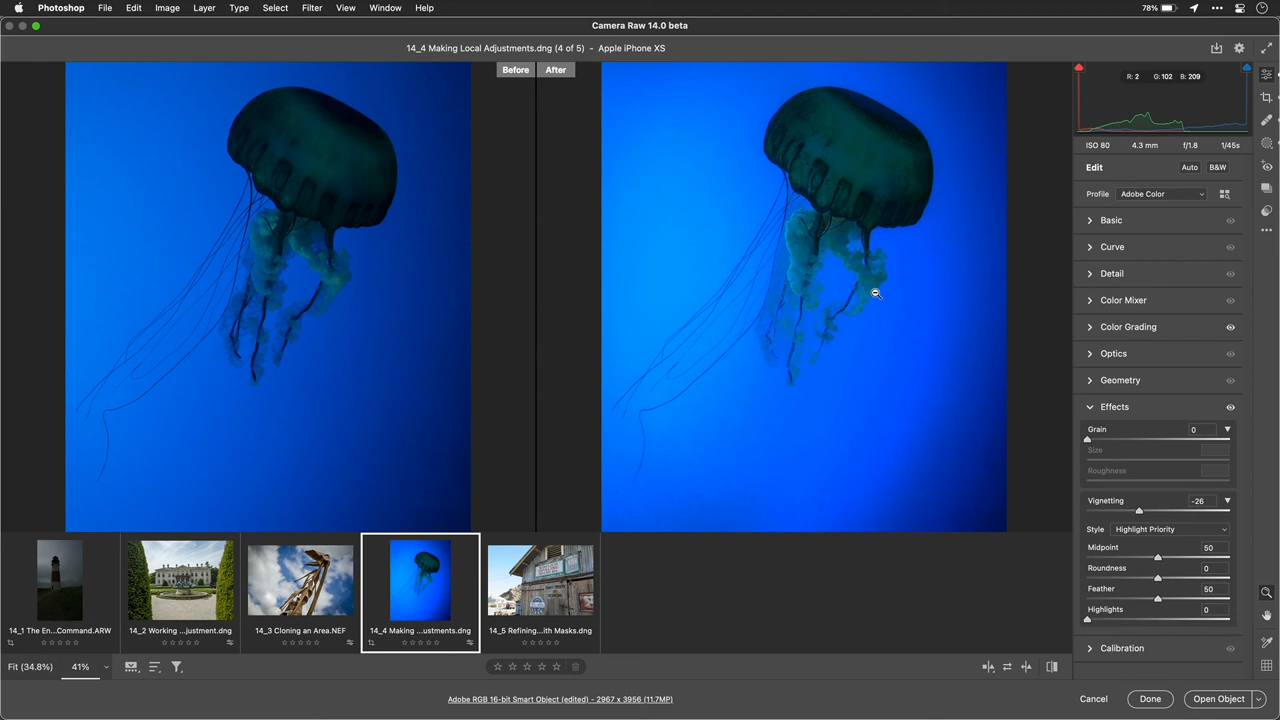 Photoshop File Edit Image Layer Type Select Filter View Window Help 78%
Camera Raw 14.0 beta
14_4 Making Local Adjustments.dng (4 of 5) - Apple iPhone XS
Before After
R: 2 G: 102 B: 209
ISO 80 4.3 mm f/1.8 1/45s
Edit Auto B&W
Profile Adobe Color
Basic
Curve
Detail
Color Mixer
Color Grading
Optics
Geometry
Effects
Grain 0
Size
Roughness
Vignetting -26
Style Highlight Priority
Midpoint 50
Roundness 0
Feather 50
Highlights 0
Calibration
14_1 The En...Command.ARW 14_2 Working ...justment.dng 14_3 Cloning an Area.NEF 14_4 Making ...ustments.dng 14_5 Refining...ith Masks.dng
Fit (34.8%) 41%
Adobe RGB 16-bit Smart Object (edited) - 2967 x 3956 (11.7MP) Cancel Done Open Object